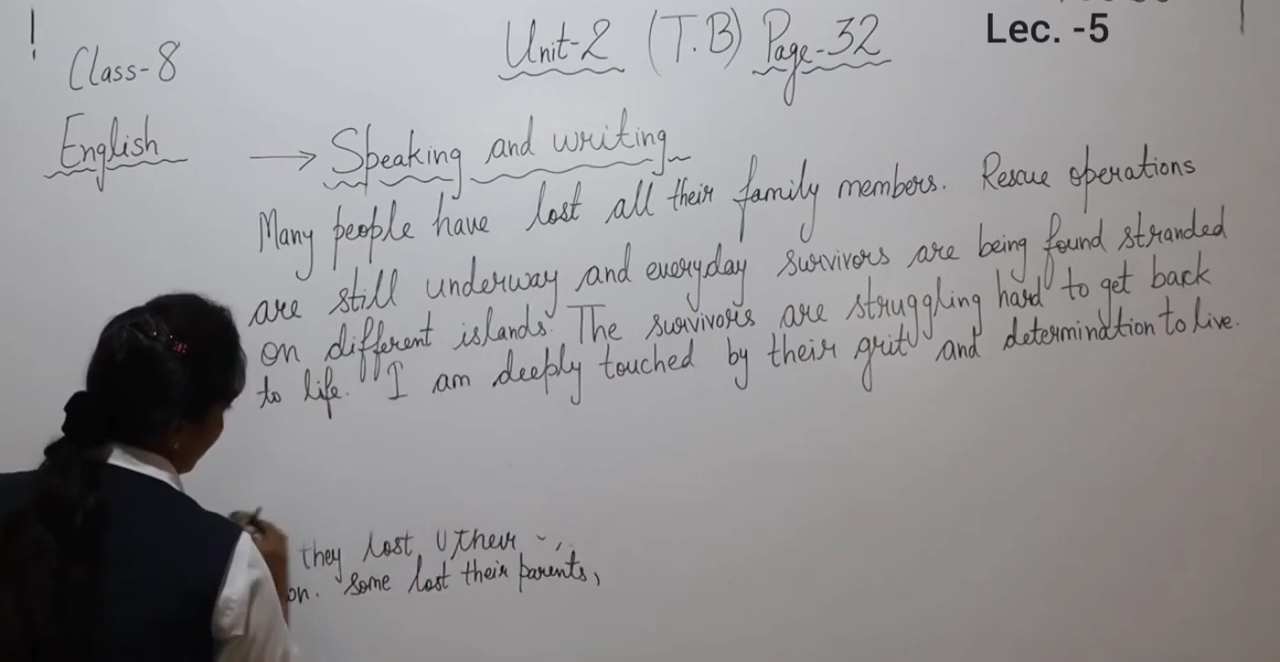 Lec. -5
Unit-2 (T.B) Page-32
Class-8
English
→ Speaking and writing
Many people have lost all their family members. Rescue operations
are still underway and everyday survivors are being found stranded
on different islands. The survivors are struggling hard to get back
to life. I am deeply touched by their grit and determination to live.
they lost their
on. Some lost their parents,